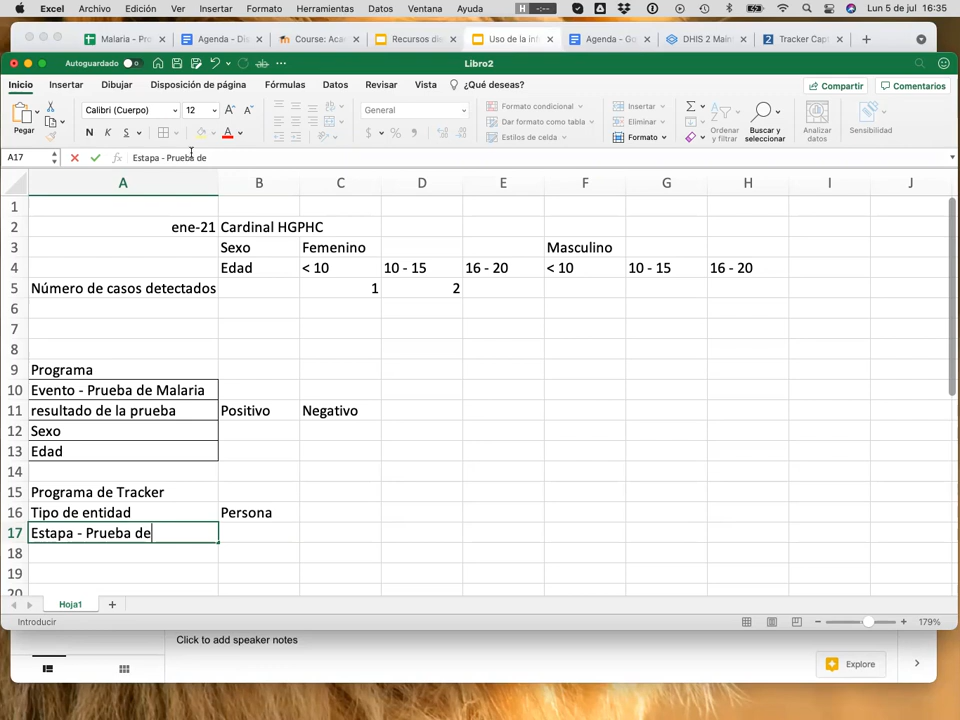 Excel Archivo Edición Ver Insertar Formato Herramientas Datos Ventana Ayuda Lun 5 de jul 16:35
Malaria - Pro Agenda - Dis Course: Aca Recursos dis Uso de la inf Agenda - Go DHIS 2 Main Tracker Capt
Autoguardado Libro2
Inicio Insertar Dibujar Disposición de página Fórmulas Datos Revisar Vista ¿Qué desea? Compartir Comentarios
Pegar Calibri (Cuerpo) 12 General Formato condicional Insertar
N K S $ % Dar formato como tabla Eliminar
Estilos de celda Formato Buscar y seleccionar Analizar datos Sensibilidad
A17 fx Estapa - Prueba de
A B C D E F G H I J
1
2 ene-21 Cardinal HGPHC
3 Sexo Femenino Masculino
4 Edad < 10 10 - 15 16 - 20 < 10 10 - 15 16 - 20
5 Número de casos detectados 1 2
6
7
8
9 Programa
10 Evento - Prueba de Malaria
11 resultado de la prueba Positivo Negativo
12 Sexo
13 Edad
14
15 Programa de Tracker
16 Tipo de entidad Persona
17 Estapa - Prueba de
18
19
20
Hoja1
Introducir 179%
Click to add speaker notes
Explore